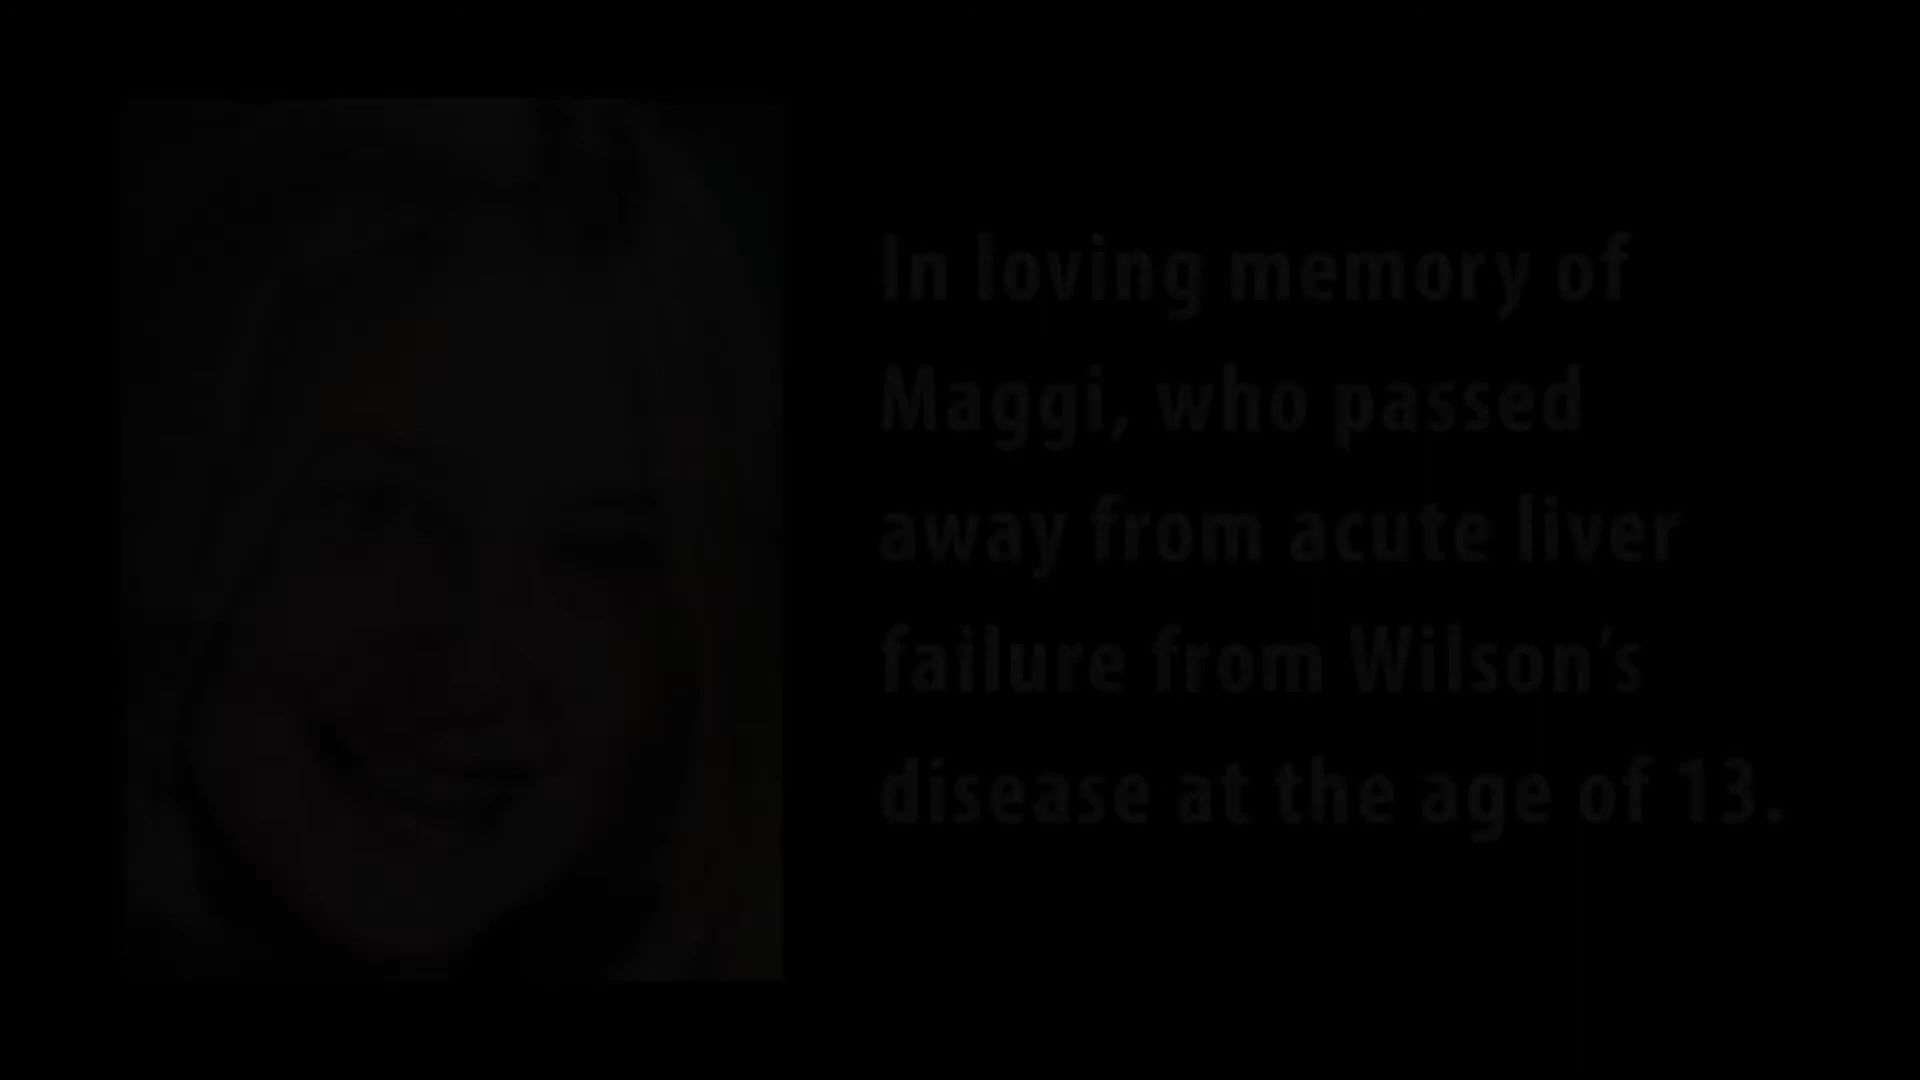 In loving memory of
Maggi, who passed
away from acute liver
failure from Wilson’s
disease at the age of 13.